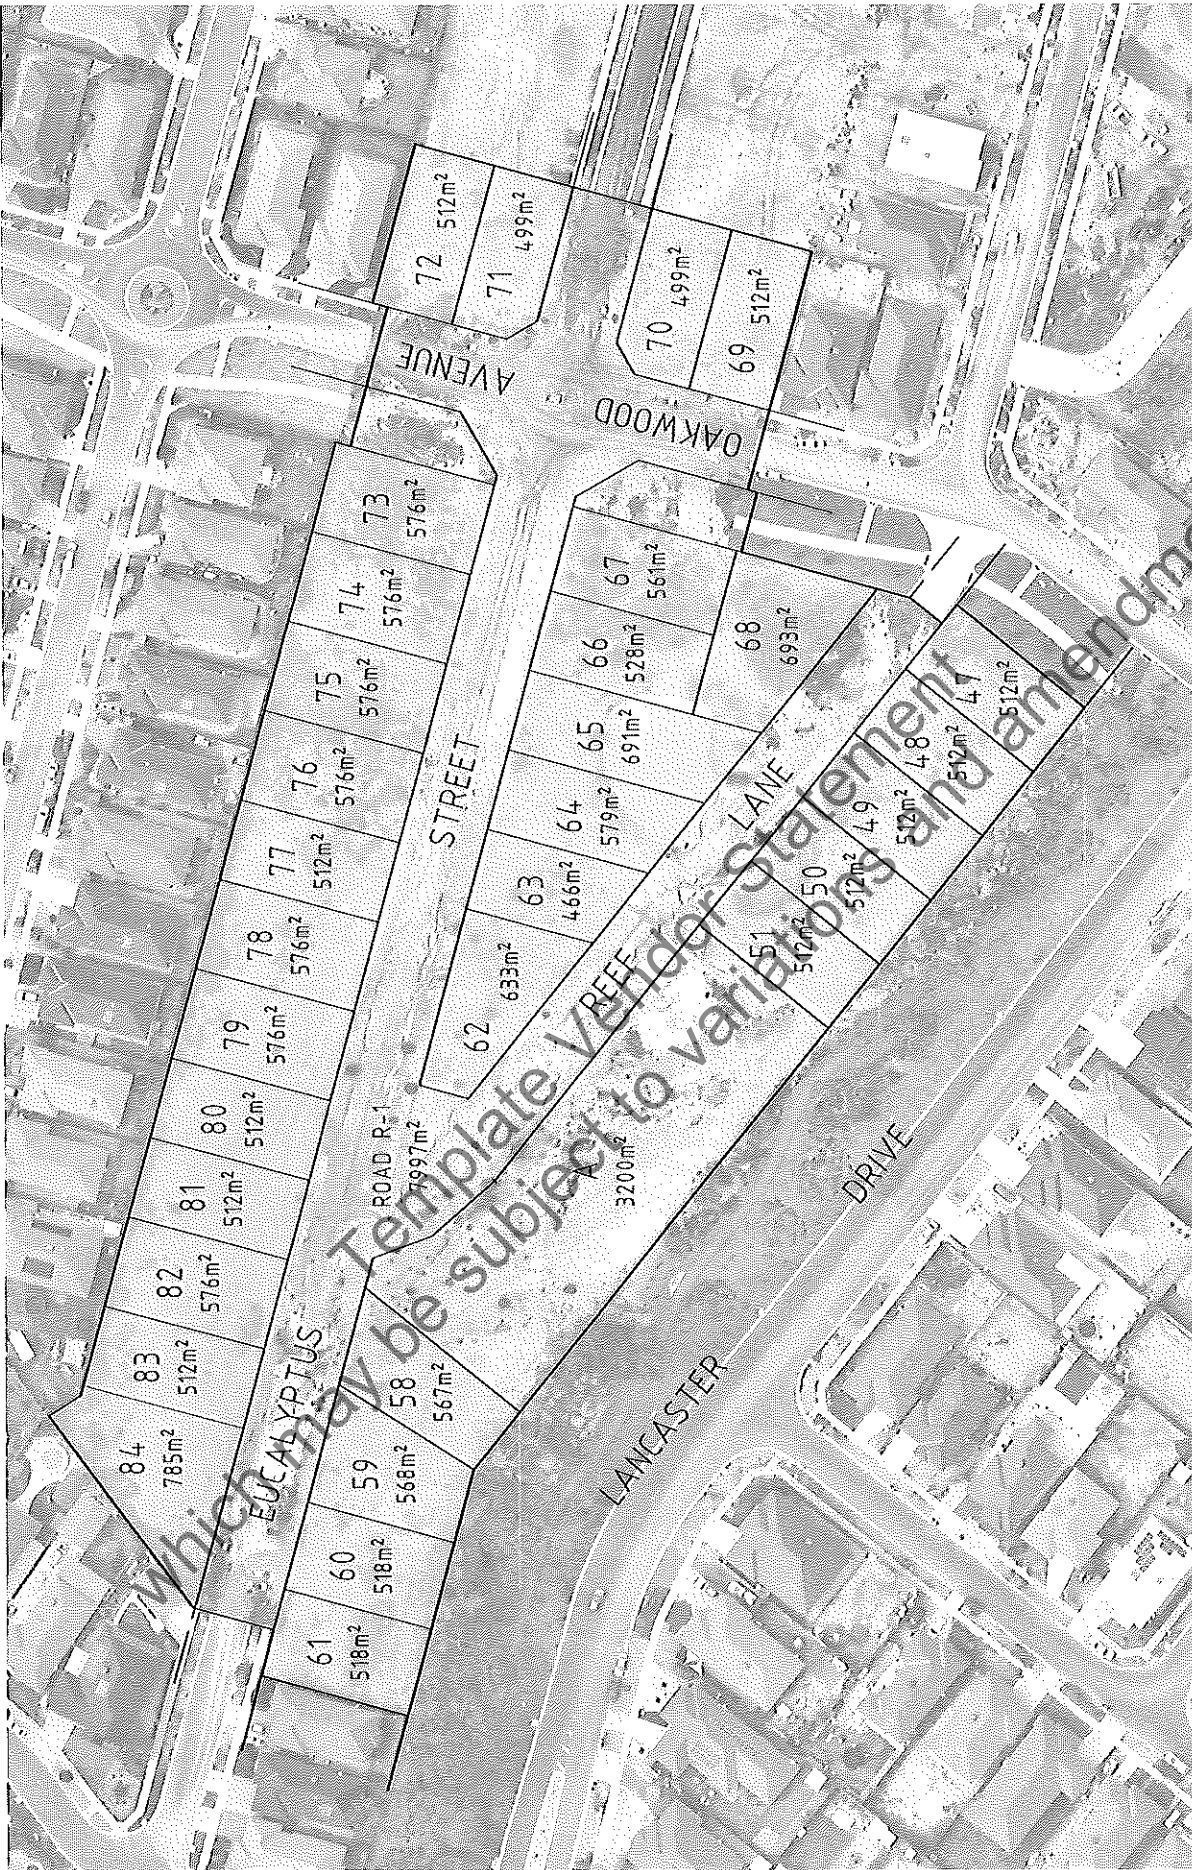 84
785m²
83
512m²
82
576m²
81
512m²
80
512m²
79
576m²
78
576m²
77
512m²
76
576m²
75
576m²
74
576m²
73
576m²
72
512m²
71
499m²
AVENUE
OAKWOOD
70
499m²
69
512m²
EUCALYPTUS
STREET
ROAD R-1
7997m²
61
518m²
60
518m²
59
568m²
58
567m²
62
633m²
63
466m²
64
579m²
65
691m²
66
528m²
67
561m²
68
693m²
REEF
LANE
A
3200m²
51
512m²
50
512m²
49
512m²
48
512m²
47
512m²
LANCASTER
DRIVE
Template Vendor Statement
which may be subject to variations and amendme